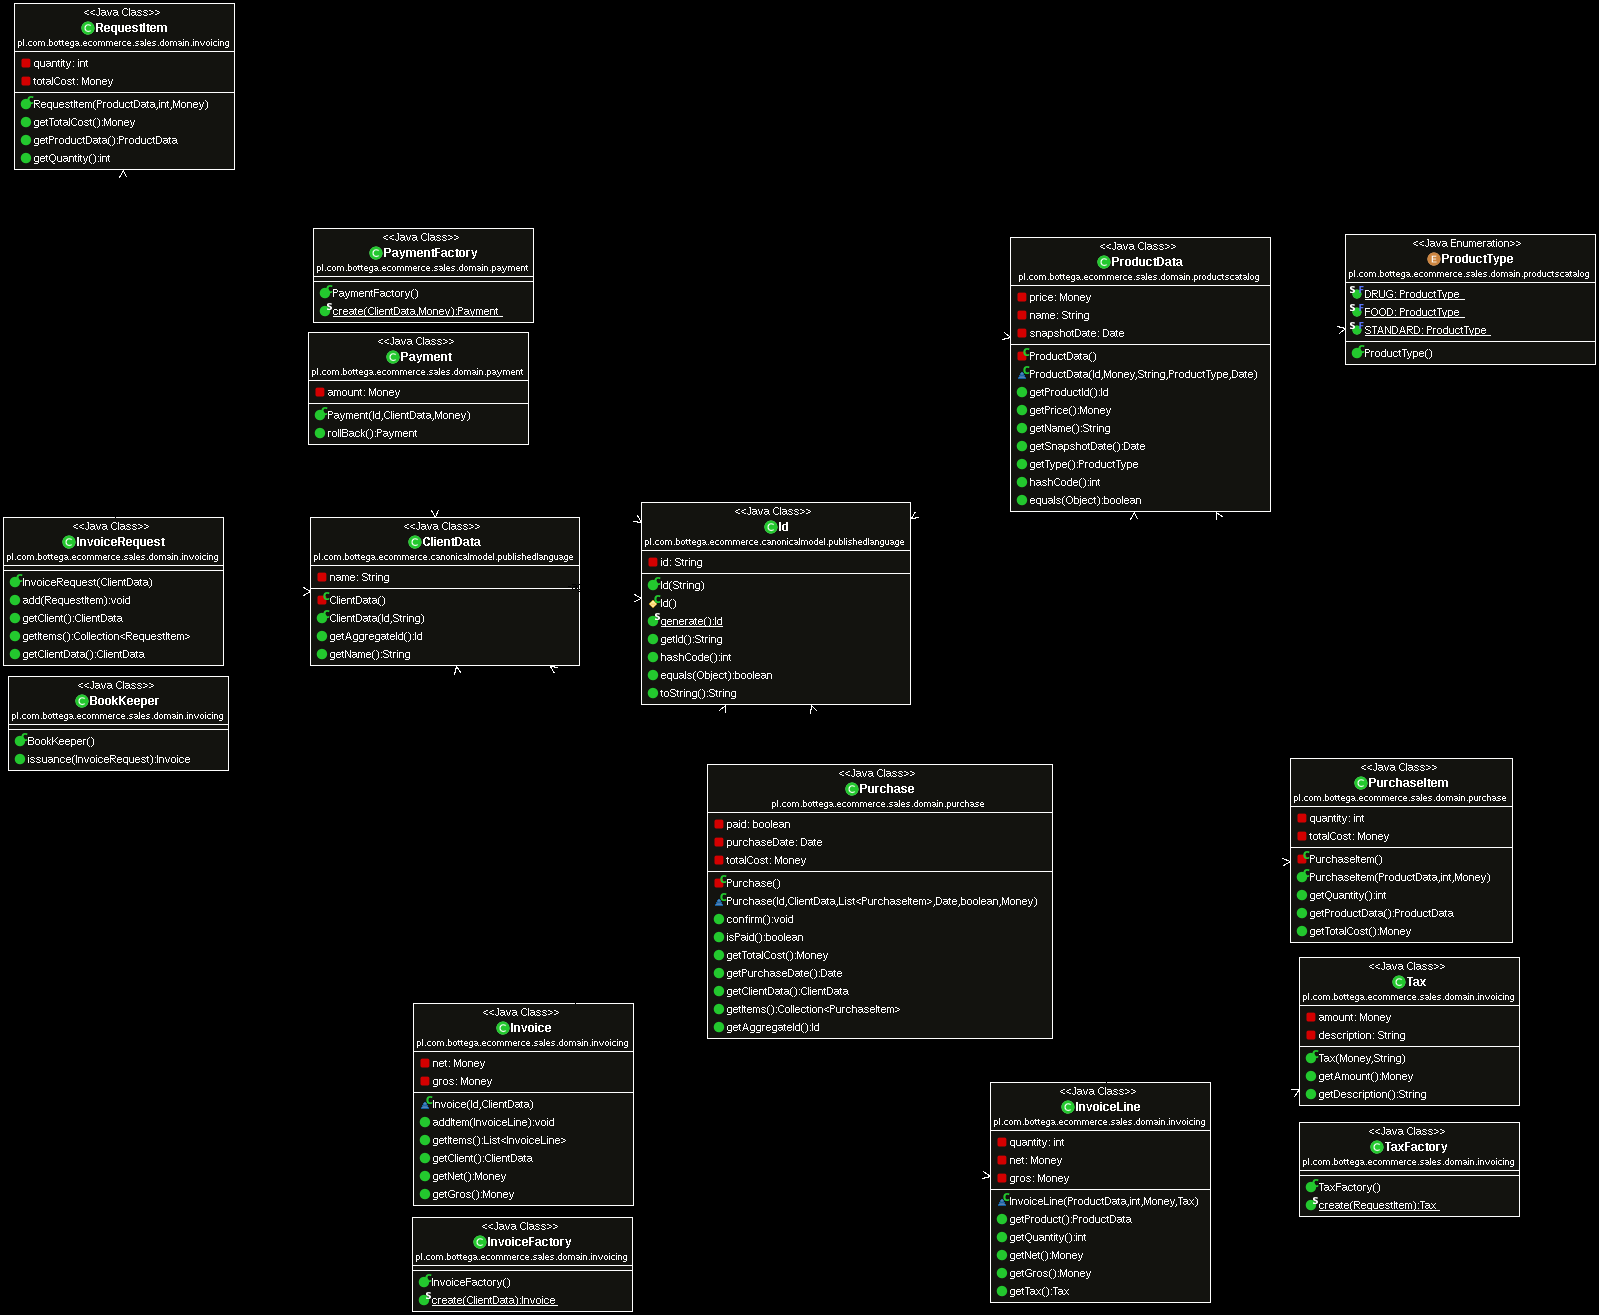 <<Java Class>>
RequestItem
pl.com.bottega.ecommerce.sales.domain.invoicing
quantity: int
totalCost: Money
RequestItem(ProductData,int,Money)
getTotalCost():Money
getProductData():ProductData
getQuantity():int
<<Java Class>>
PaymentFactory
pl.com.bottega.ecommerce.sales.domain.payment
PaymentFactory()
create(ClientData,Money):Payment
<<Java Class>>
Payment
pl.com.bottega.ecommerce.sales.domain.payment
amount: Money
Payment(Id,ClientData,Money)
rollBack():Payment
<<Java Class>>
ProductData
pl.com.bottega.ecommerce.sales.domain.productscatalog
price: Money
name: String
snapshotDate: Date
ProductData()
ProductData(Id,Money,String,ProductType,Date)
getProductId():Id
getPrice():Money
getName():String
getSnapshotDate():Date
getType():ProductType
hashCode():int
equals(Object):boolean
<<Java Enumeration>>
ProductType
pl.com.bottega.ecommerce.sales.domain.productscatalog
DRUG: ProductType
FOOD: ProductType
STANDARD: ProductType
ProductType()
<<Java Class>>
InvoiceRequest
pl.com.bottega.ecommerce.sales.domain.invoicing
InvoiceRequest(ClientData)
add(RequestItem):void
getClient():ClientData
getItems():Collection<RequestItem>
getClientData():ClientData
<<Java Class>>
BookKeeper
pl.com.bottega.ecommerce.sales.domain.invoicing
BookKeeper()
issuance(InvoiceRequest):Invoice
<<Java Class>>
ClientData
pl.com.bottega.ecommerce.canonicalmodel.publishedlanguage
name: String
ClientData()
ClientData(Id,String)
getAggregateId():Id
getName():String
<<Java Class>>
Id
pl.com.bottega.ecommerce.canonicalmodel.publishedlanguage
id: String
Id(String)
Id()
generate():Id
getId():String
hashCode():int
equals(Object):boolean
toString():String
<<Java Class>>
Purchase
pl.com.bottega.ecommerce.sales.domain.purchase
paid: boolean
purchaseDate: Date
totalCost: Money
Purchase()
Purchase(Id,ClientData,List<PurchaseItem>,Date,boolean,Money)
confirm():void
isPaid():boolean
getTotalCost():Money
getPurchaseDate():Date
getClientData():ClientData
getItems():Collection<PurchaseItem>
getAggregateId():Id
<<Java Class>>
PurchaseItem
pl.com.bottega.ecommerce.sales.domain.purchase
quantity: int
totalCost: Money
PurchaseItem()
PurchaseItem(ProductData,int,Money)
getQuantity():int
getProductData():ProductData
getTotalCost():Money
<<Java Class>>
Tax
pl.com.bottega.ecommerce.sales.domain.invoicing
amount: Money
description: String
Tax(Money,String)
getAmount():Money
getDescription():String
<<Java Class>>
TaxFactory
pl.com.bottega.ecommerce.sales.domain.invoicing
TaxFactory()
create(RequestItem):Tax
<<Java Class>>
Invoice
pl.com.bottega.ecommerce.sales.domain.invoicing
net: Money
gros: Money
Invoice(Id,ClientData)
addItem(InvoiceLine):void
getItems():List<InvoiceLine>
getClient():ClientData
getNet():Money
getGros():Money
<<Java Class>>
InvoiceFactory
pl.com.bottega.ecommerce.sales.domain.invoicing
InvoiceFactory()
create(ClientData):Invoice
<<Java Class>>
InvoiceLine
pl.com.bottega.ecommerce.sales.domain.invoicing
quantity: int
net: Money
gros: Money
InvoiceLine(ProductData,int,Money,Tax)
getProduct():ProductData
getQuantity():int
getNet():Money
getGros():Money
getTax():Tax